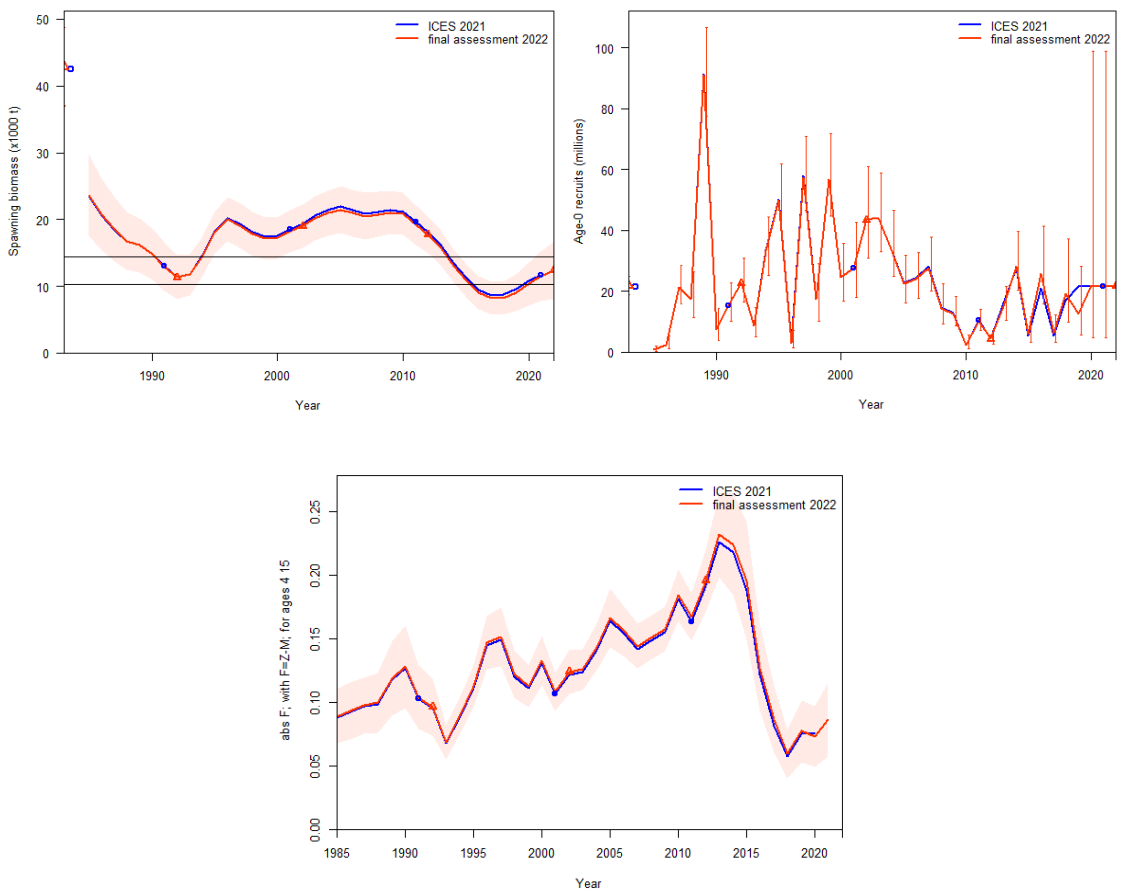 ICES 2021
final assessment 2022
Spawning biomass (x1000 t)
50
40
30
20
10
0
1990
2000
2010
2020
Year
ICES 2021
final assessment 2022
Age-0 recruits (millions)
100
80
60
40
20
0
1990
2000
2010
2020
Year
ICES 2021
final assessment 2022
abs F; with F=Z-M; for ages 4 15
0.25
0.20
0.15
0.10
0.05
0.00
1985
1990
1995
2000
2005
2010
2015
2020
Year